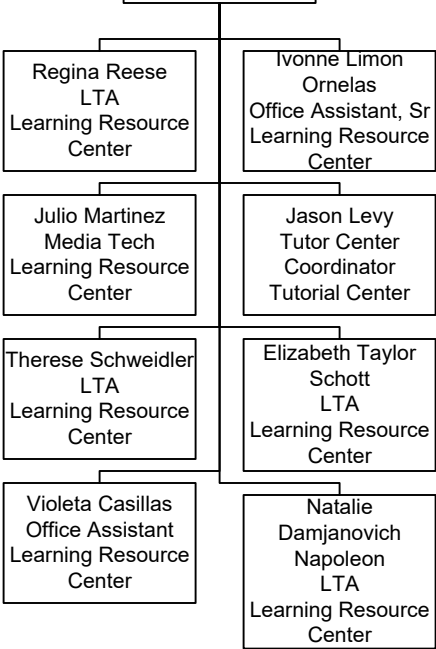 Regina Reese
LTA
Learning Resource
Center
Ivonne Limon
Ornelas
Office Assistant, Sr
Learning Resource
Center
Julio Martinez
Media Tech
Learning Resource
Center
Jason Levy
Tutor Center
Coordinator
Tutorial Center
Therese Schweidler
LTA
Learning Resource
Center
Elizabeth Taylor
Schott
LTA
Learning Resource
Center
Violeta Casillas
Office Assistant
Learning Resource
Center
Natalie
Damjanovich
Napoleon
LTA
Learning Resource
Center